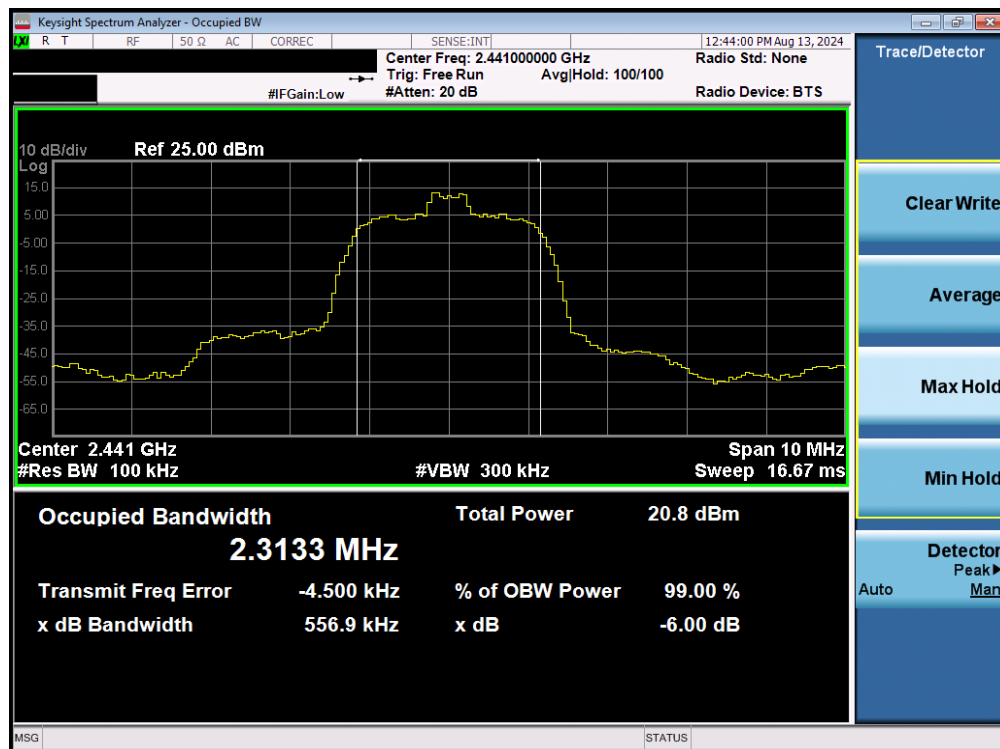 Keysight Spectrum Analyzer - Occupied BW
LXI R T RF 50 Ω AC CORREC SENSE:INT 12:44:00 PM Aug 13, 2024
Center Freq: 2.441000000 GHz Radio Std: None
Trig: Free Run Avg|Hold: 100/100
#IFGain:Low #Atten: 20 dB Radio Device: BTS
Trace/Detector
10 dB/div Ref 25.00 dBm
Log
15.0
5.00
-5.00
-15.0
-25.0
-35.0
-45.0
-55.0
-65.0
Center 2.441 GHz Span 10 MHz
#Res BW 100 kHz #VBW 300 kHz Sweep 16.67 ms
Occupied Bandwidth Total Power 20.8 dBm
2.3133 MHz
Transmit Freq Error -4.500 kHz % of OBW Power 99.00 %
x dB Bandwidth 556.9 kHz x dB -6.00 dB
Clear Write
Average
Max Hold
Min Hold
Detector
Peak▶
Auto Man
MSG STATUS